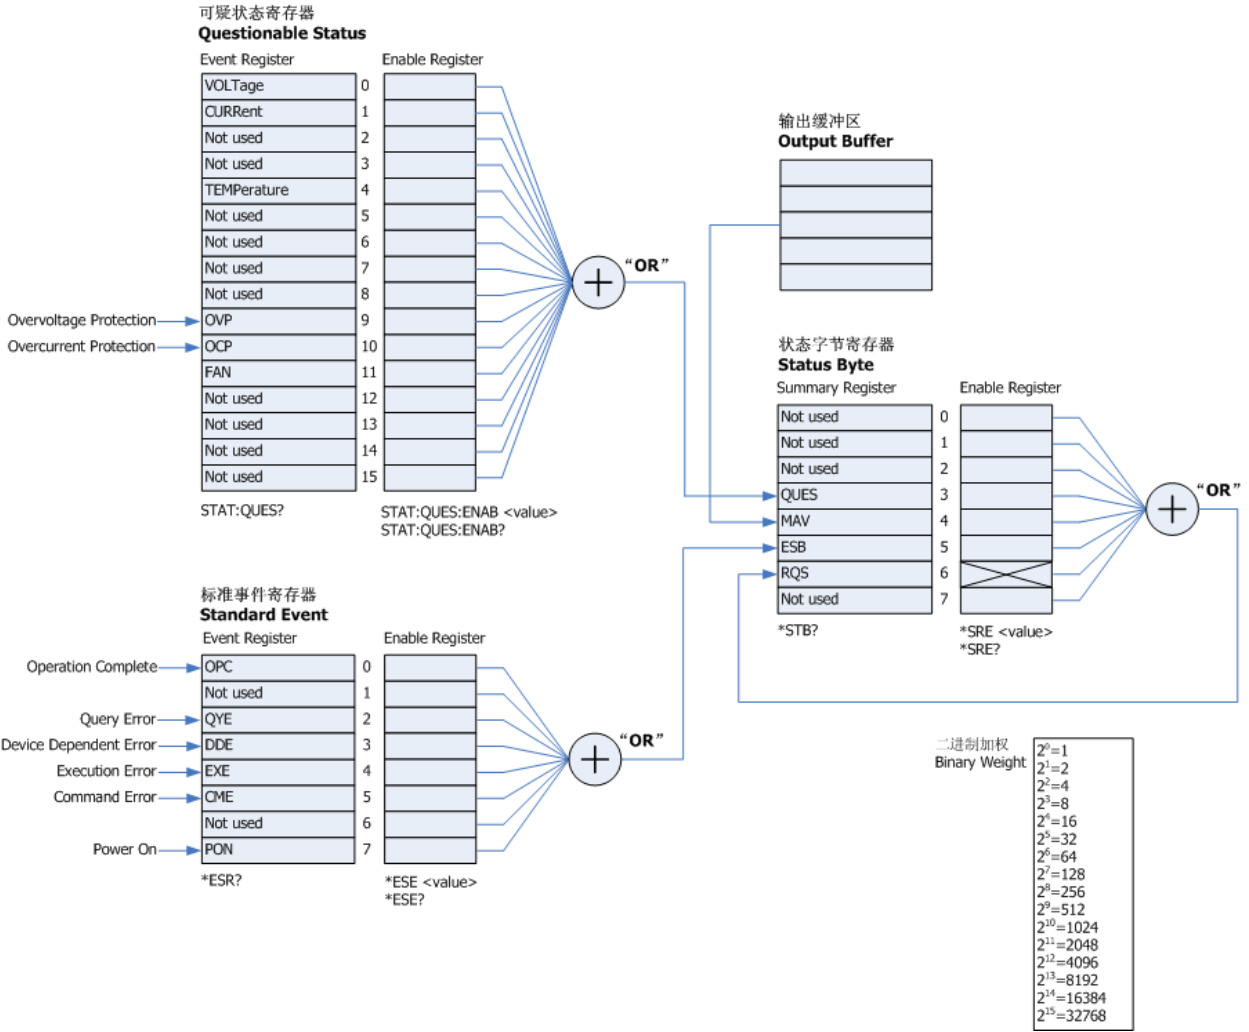 可疑状态寄存器
Questionable Status
Event Register
Enable Register
VOLTage 0
CURRent 1
Not used 2
Not used 3
TEMPerature 4
Not used 5
Not used 6
Not used 7
Not used 8
Overvoltage Protection OVP 9
Overcurrent Protection OCP 10
FAN 11
Not used 12
Not used 13
Not used 14
Not used 15
STAT:QUES?
STAT:QUES:ENAB <value>
STAT:QUES:ENAB?
“OR”
输出缓冲区
Output Buffer
状态字节寄存器
Status Byte
Summary Register
Enable Register
Not used 0
Not used 1
Not used 2
QUES 3
MAV 4
ESB 5
RQS 6
Not used 7
*STB?
*SRE <value>
*SRE?
“OR”
标准事件寄存器
Standard Event
Event Register
Enable Register
Operation Complete OPC 0
Not used 1
Query Error QYE 2
Device Dependent Error DDE 3
Execution Error EXE 4
Command Error CME 5
Not used 6
Power On PON 7
*ESR?
*ESE <value>
*ESE?
“OR”
二进制加权
Binary Weight
2⁰=1
2¹=2
2²=4
2³=8
2⁴=16
2⁵=32
2⁶=64
2⁷=128
2⁸=256
2⁹=512
2¹⁰=1024
2¹¹=2048
2¹²=4096
2¹³=8192
2¹⁴=16384
2¹⁵=32768